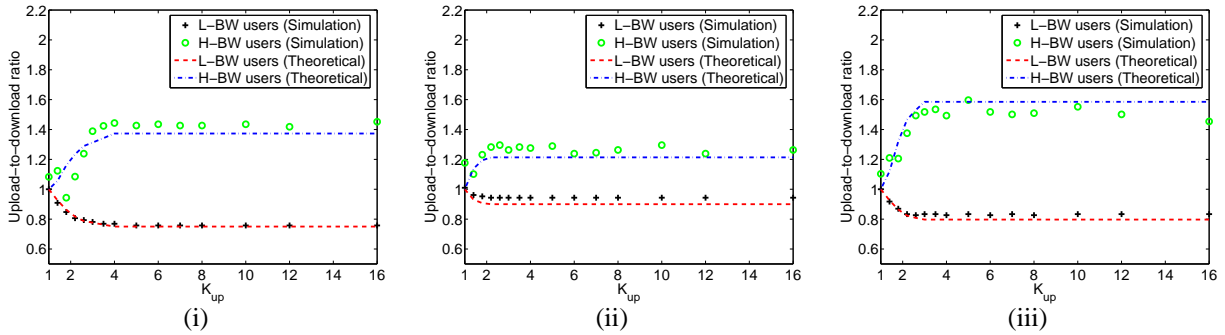 2.2
2
1.8
1.6
1.4
1.2
1
0.8
0.6
Upload−to−download ratio
L−BW users (Simulation)
H−BW users (Simulation)
L−BW users (Theoretical)
H−BW users (Theoretical)
1 2 4 6 8 10 12 14 16
K_up
(i)
2.2
2
1.8
1.6
1.4
1.2
1
0.8
0.6
Upload−to−download ratio
L−BW users (Simulation)
H−BW users (Simulation)
L−BW users (Theoretical)
H−BW users (Theoretical)
1 2 4 6 8 10 12 14 16
K_up
(ii)
2.2
2
1.8
1.6
1.4
1.2
1
0.8
0.6
Upload−to−download ratio
L−BW users (Simulation)
H−BW users (Simulation)
L−BW users (Theoretical)
H−BW users (Theoretical)
1 2 4 6 8 10 12 14 16
K_up
(iii)